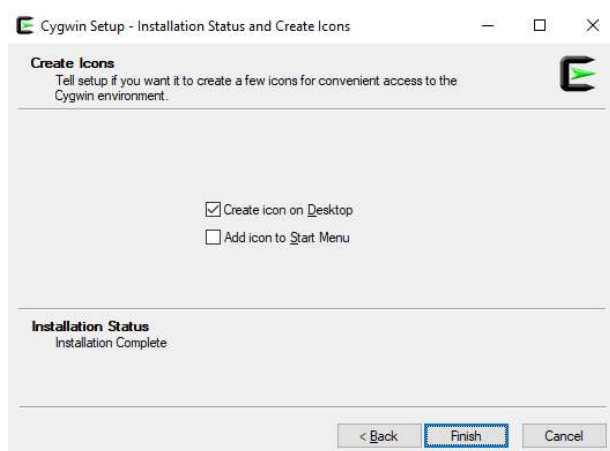 Cygwin Setup - Installation Status and Create Icons
Create Icons
Tell setup if you want it to create a few icons for convenient access to the
Cygwin environment.
Create icon on Desktop
Add icon to Start Menu
Installation Status
Installation Complete
< Back Finish Cancel